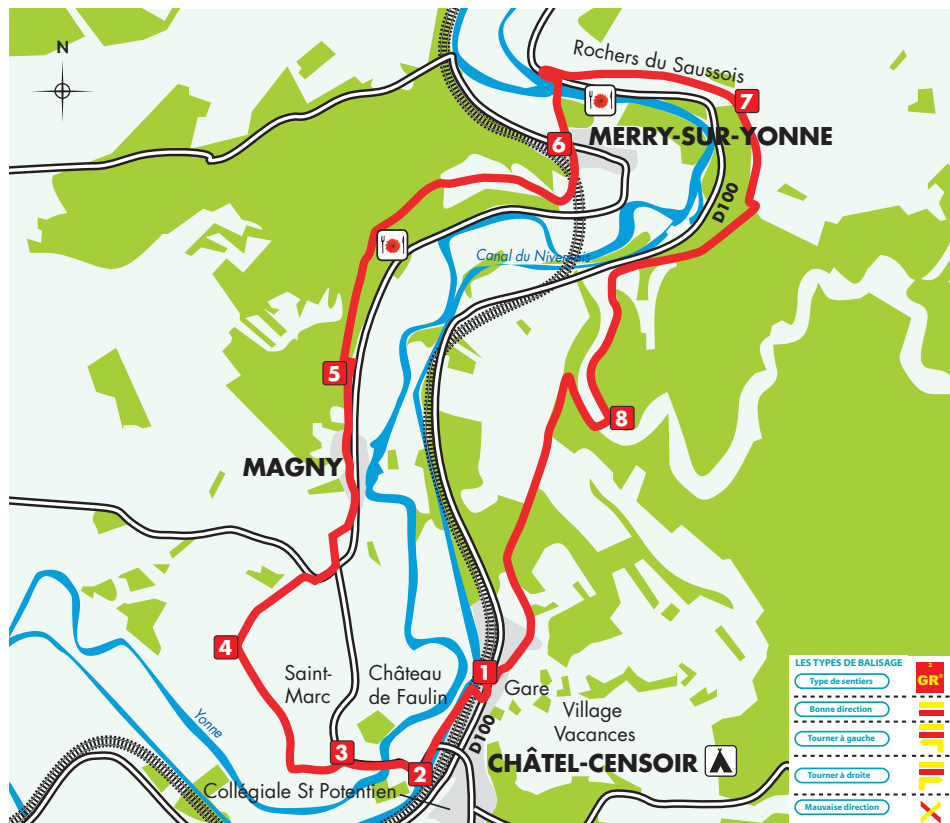 N
Rochers du Saussois
7
MERRY-SUR-YONNE
6
D100
Canal du Nivernais
5
8
MAGNY
4
Saint-
Marc
Château
de Faulin
1
Gare
Yonne
Village
Vacances
D100
3
2
CHÂTEL-CENSOIR
Collégiale St Potentien
LES TYPES DE BALISAGE
Type de sentiers
2
GR®
Bonne direction
Tourner à gauche
Tourner à droite
Mauvaise direction